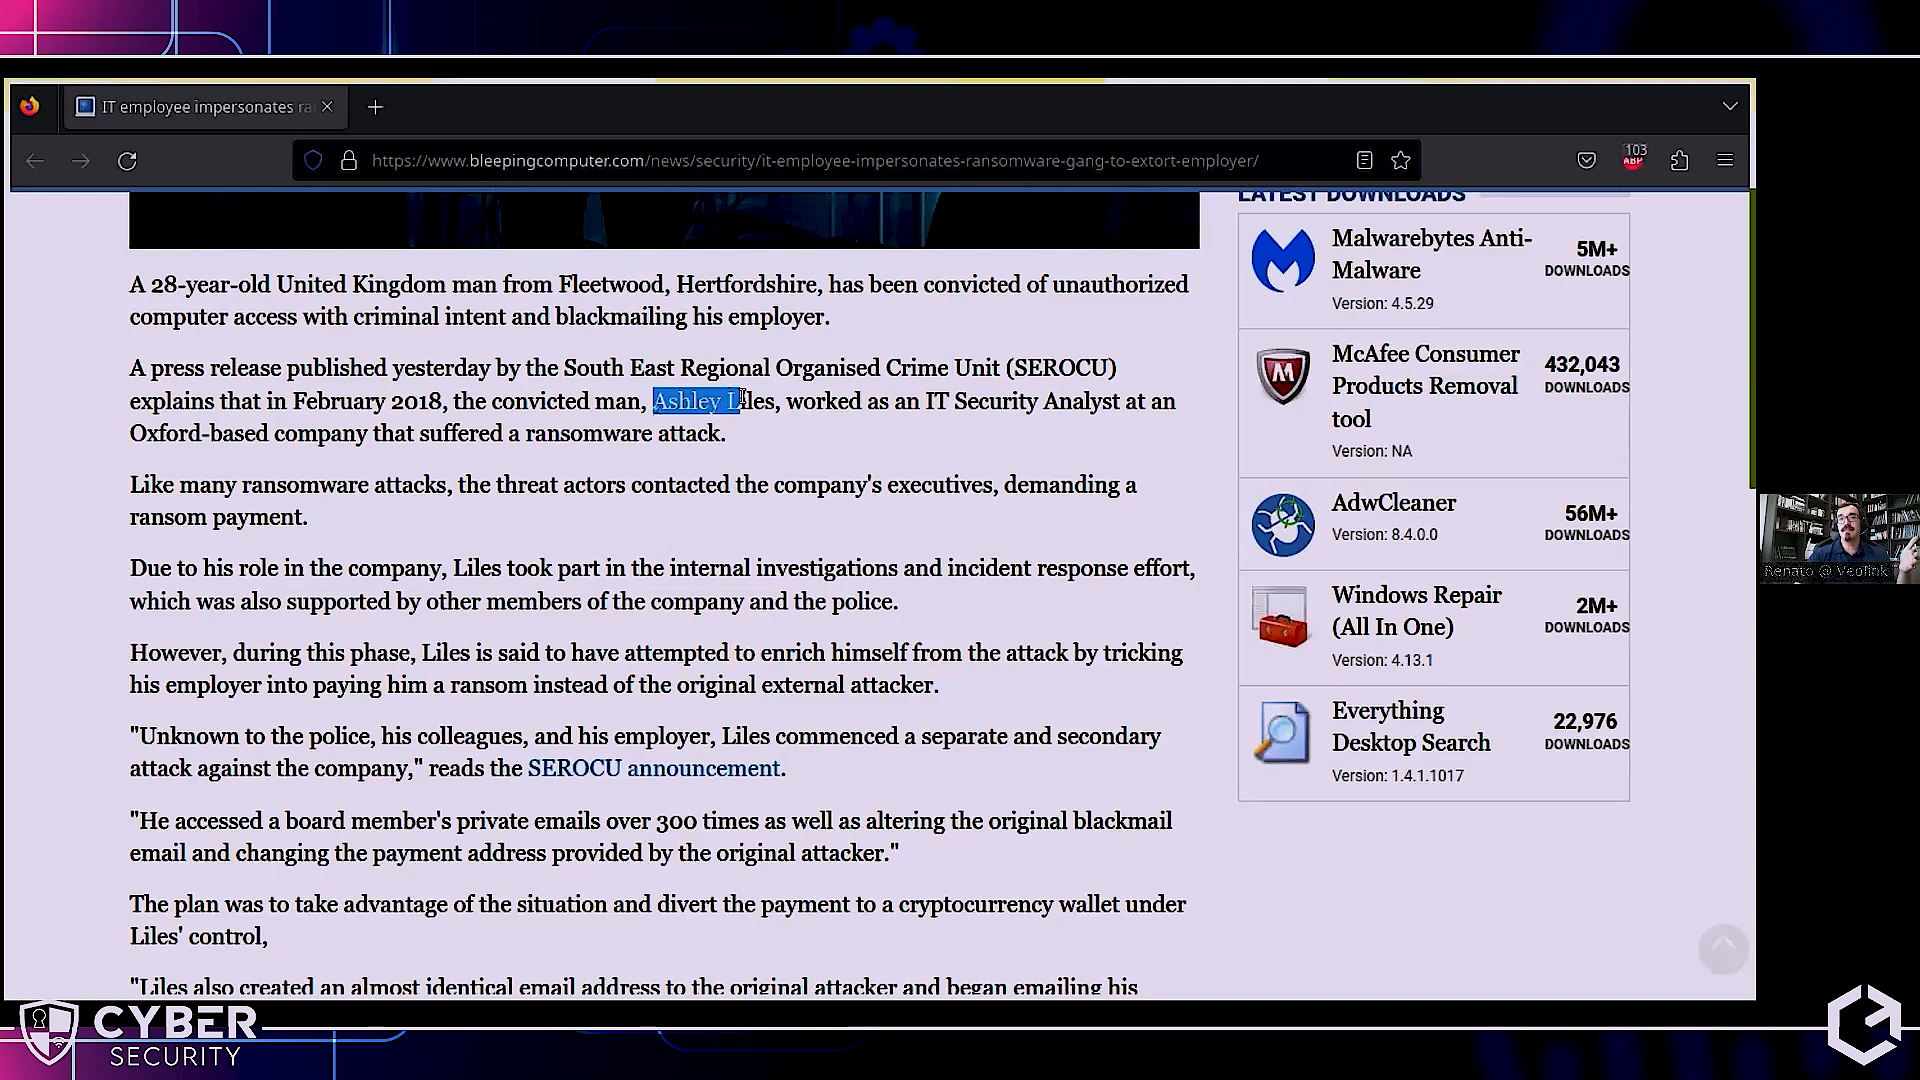 IT employee impersonates ra
https://www.bleepingcomputer.com/news/security/it-employee-impersonates-ransomware-gang-to-extort-employer/
103
ABP
LATEST DOWNLOADS
A 28-year-old United Kingdom man from Fleetwood, Hertfordshire, has been convicted of unauthorized
computer access with criminal intent and blackmailing his employer.
A press release published yesterday by the South East Regional Organised Crime Unit (SEROCU)
explains that in February 2018, the convicted man, Ashley Liles, worked as an IT Security Analyst at an
Oxford-based company that suffered a ransomware attack.
Like many ransomware attacks, the threat actors contacted the company's executives, demanding a
ransom payment.
Due to his role in the company, Liles took part in the internal investigations and incident response effort,
which was also supported by other members of the company and the police.
However, during this phase, Liles is said to have attempted to enrich himself from the attack by tricking
his employer into paying him a ransom instead of the original external attacker.
"Unknown to the police, his colleagues, and his employer, Liles commenced a separate and secondary
attack against the company," reads the SEROCU announcement.
"He accessed a board member's private emails over 300 times as well as altering the original blackmail
email and changing the payment address provided by the original attacker."
The plan was to take advantage of the situation and divert the payment to a cryptocurrency wallet under
Liles' control,
"Liles also created an almost identical email address to the original attacker and began emailing his
Malwarebytes Anti-
Malware
Version: 4.5.29
5M+
DOWNLOADS
McAfee Consumer
Products Removal
tool
Version: NA
432,043
DOWNLOADS
AdwCleaner
Version: 8.4.0.0
56M+
DOWNLOADS
Windows Repair
(All In One)
Version: 4.13.1
2M+
DOWNLOADS
Everything
Desktop Search
Version: 1.4.1.1017
22,976
DOWNLOADS
Renato @ Veolink
CYBER
SECURITY